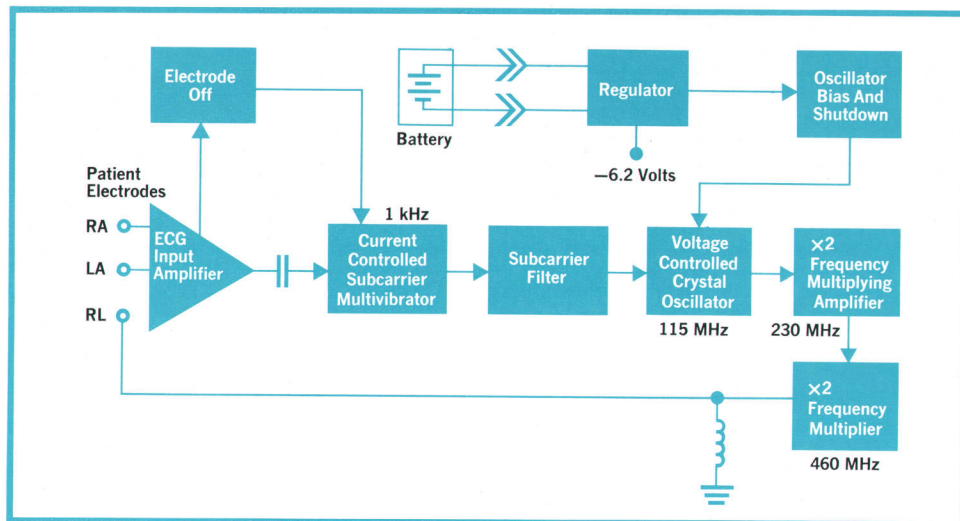 Electrode
Off
Battery
Regulator
−6.2 Volts
Oscillator
Bias And
Shutdown
Patient
Electrodes
RA
LA
RL
ECG
Input
Amplifier
1 kHz
Current
Controlled
Subcarrier
Multivibrator
Subcarrier
Filter
Voltage
Controlled
Crystal
Oscillator
115 MHz
×2
Frequency
Multiplying
Amplifier
230 MHz
×2
Frequency
Multiplier
460 MHz